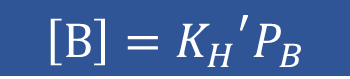 [B] = K_H′P_B